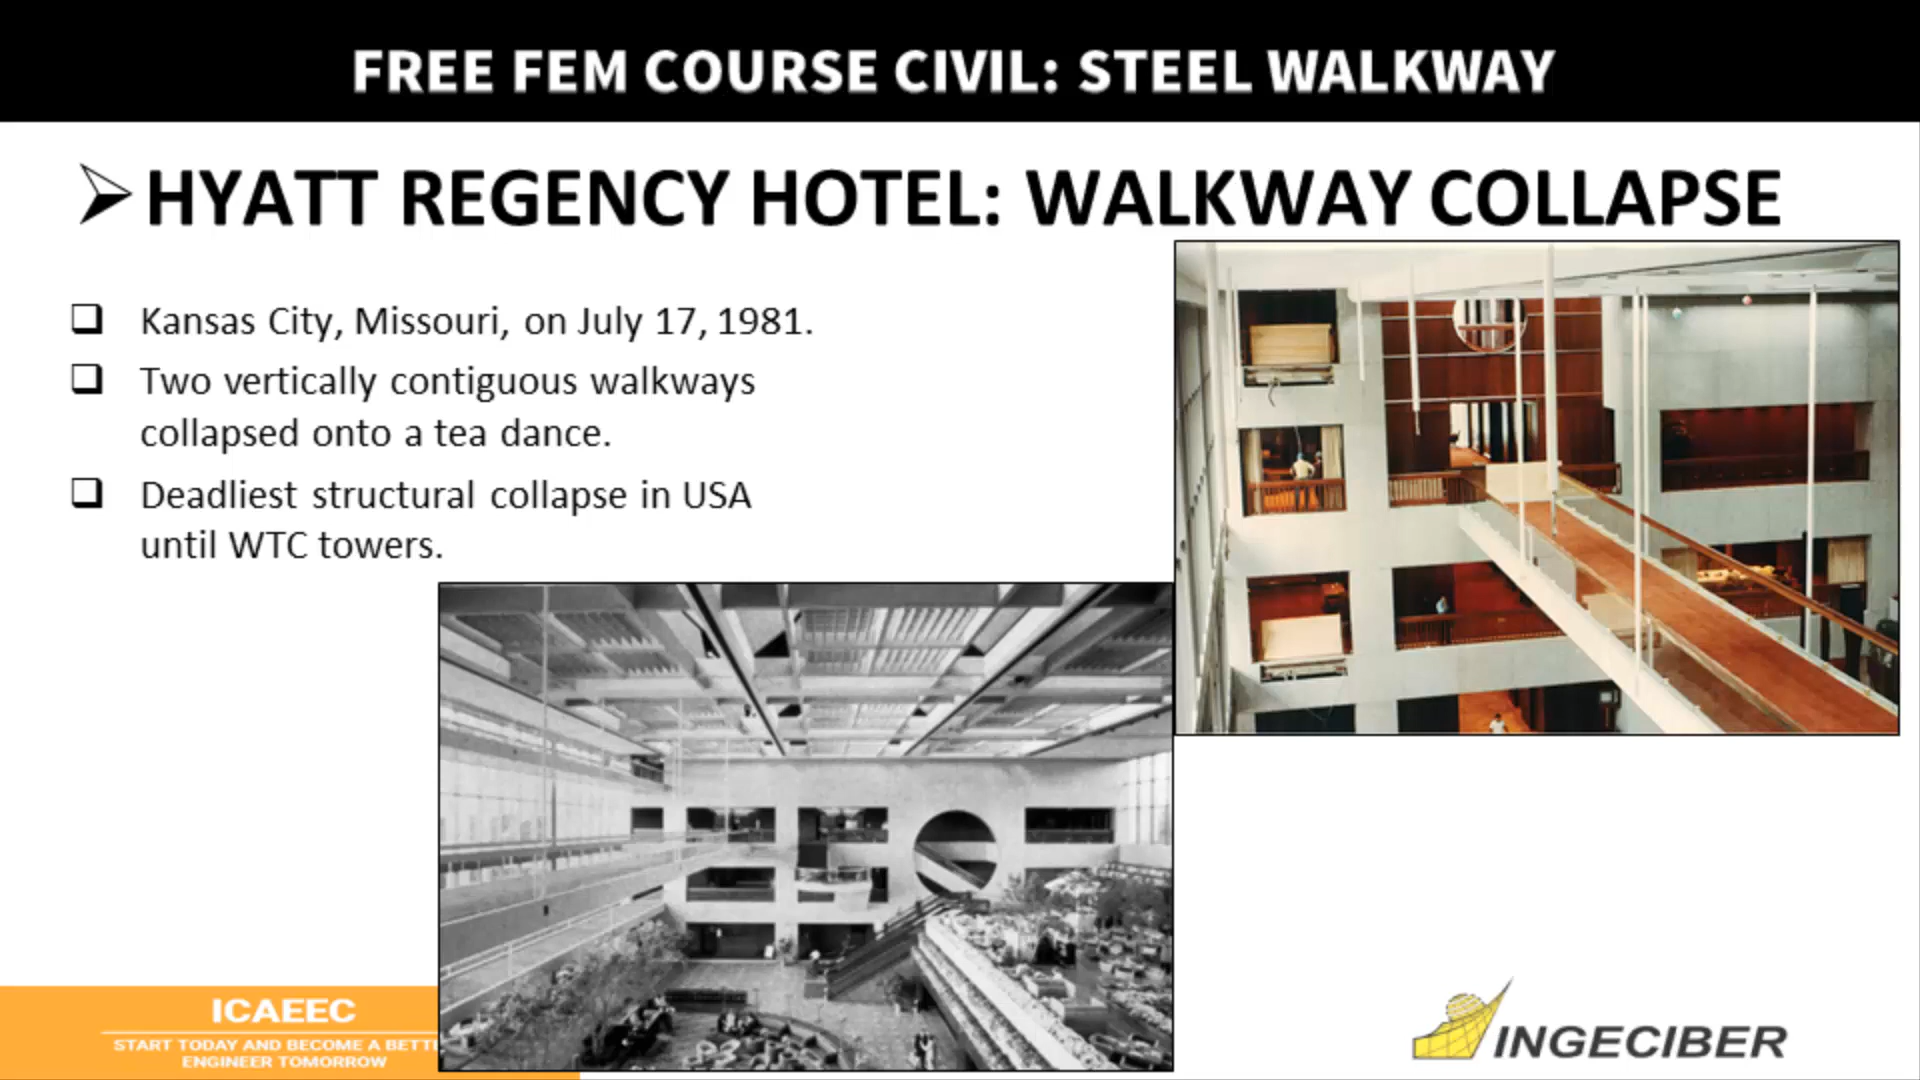 FREE FEM COURSE CIVIL: STEEL WALKWAY
HYATT REGENCY HOTEL: WALKWAY COLLAPSE
Kansas City, Missouri, on July 17, 1981.
Two vertically contiguous walkways
collapsed onto a tea dance.
Deadliest structural collapse in USA
until WTC towers.
ICAEEC
START TODAY AND BECOME A BETT
ENGINEER TOMORROW
INGECIBER